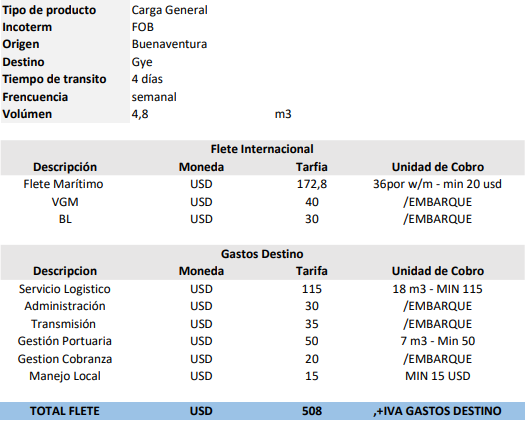 Tipo de producto Carga General
Incoterm FOB
Origen Buenaventura
Destino Gye
Tiempo de transito 4 días
Frencuencia semanal
Volúmen 4,8 m3
Flete Internacional
Descripción Moneda Tarfia Unidad de Cobro
Flete Marítimo USD 172,8 36por w/m - min 20 usd
VGM USD 40 /EMBARQUE
BL USD 30 /EMBARQUE
Gastos Destino
Descripcion Moneda Tarifa Unidad de Cobro
Servicio Logistico USD 115 18 m3 - MIN 115
Administración USD 30 /EMBARQUE
Transmisión USD 35 /EMBARQUE
Gestión Portuaria USD 50 7 m3 - Min 50
Gestion Cobranza USD 20 /EMBARQUE
Manejo Local USD 15 MIN 15 USD
TOTAL FLETE USD 508 ,+IVA GASTOS DESTINO